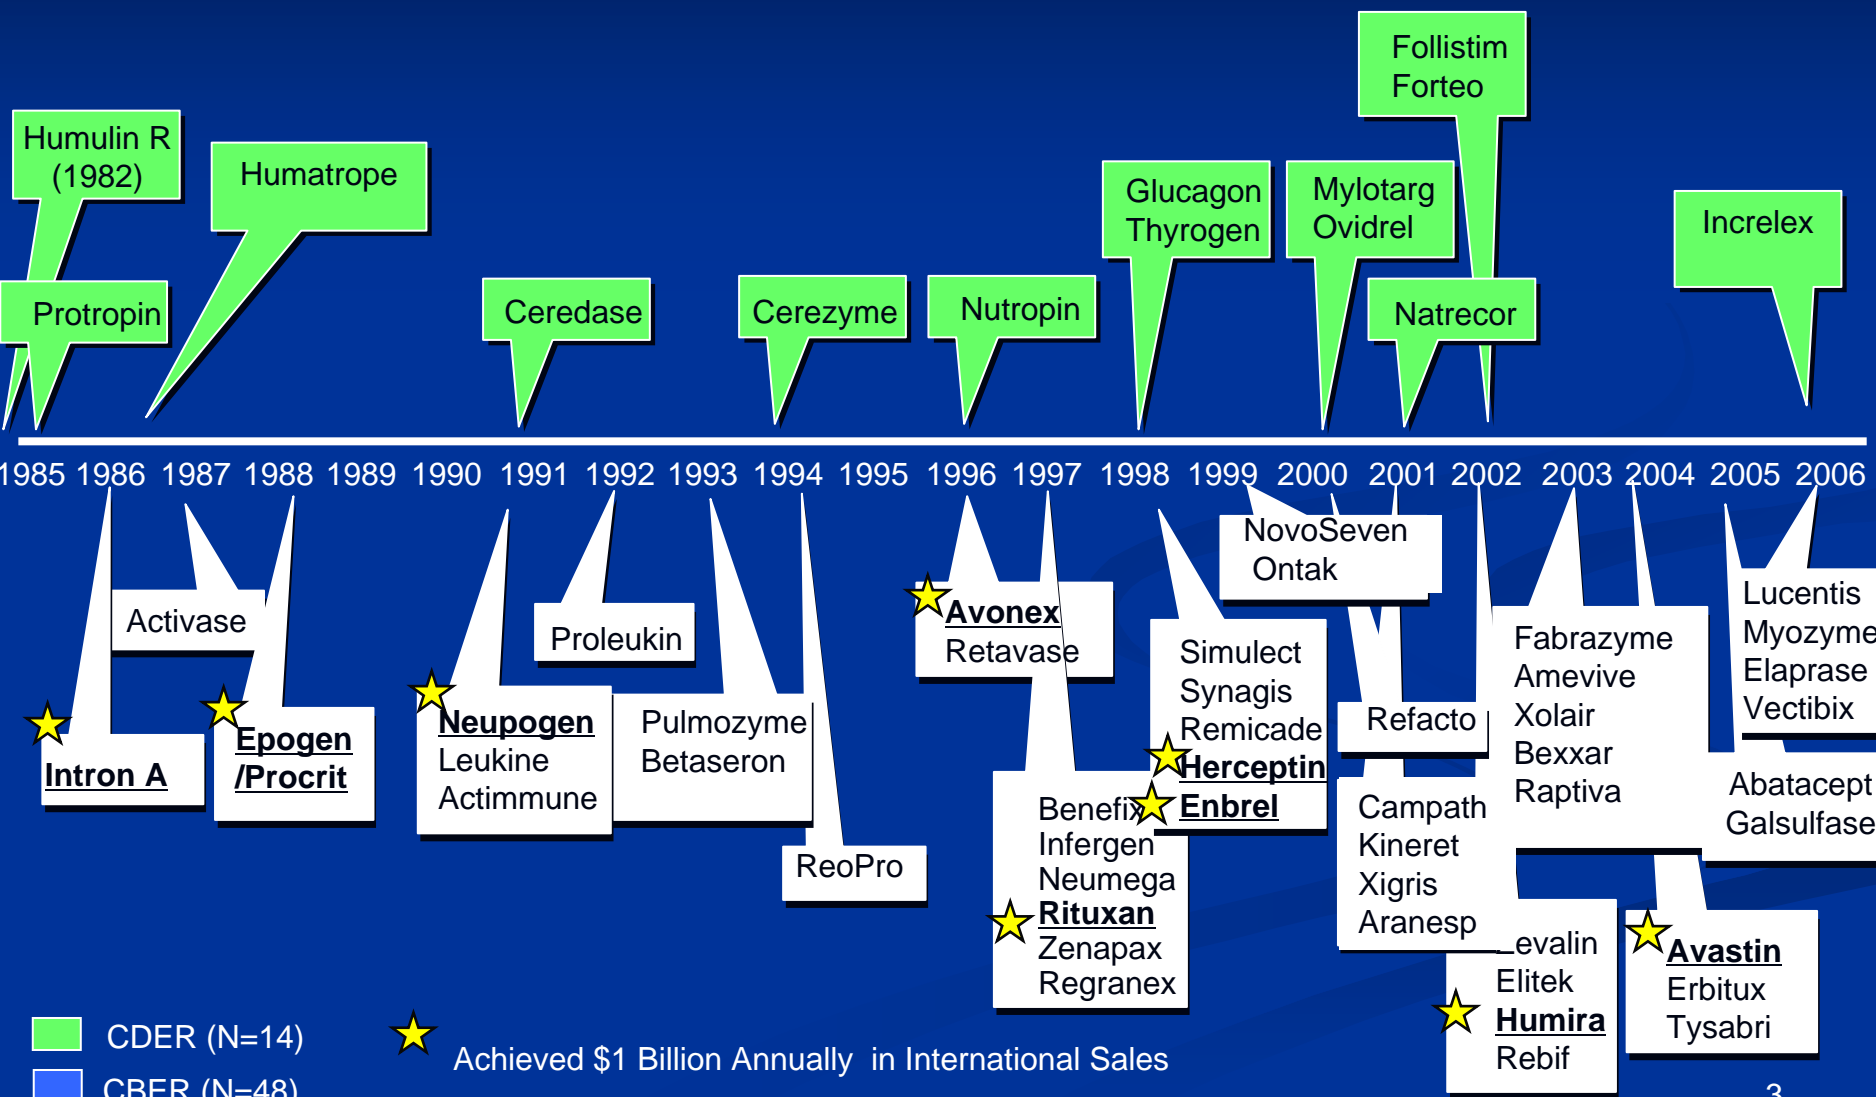 Follistim
Forteo
Humulin R
(1982)
Humatrope
Glucagon
Thyrogen
Mylotarg
Ovidrel
Increlex
Protropin
Ceredase
Cerezyme
Nutropin
Natrecor
1985 1986 1987 1988 1989 1990 1991 1992 1993 1994 1995 1996 1997 1998 1999 2000 2001 2002 2003 2004 2005 2006
NovoSeven
Ontak
Activase
Proleukin
Avonex
Retavase
Simulect
Synagis
Remicade
Herceptin
Enbrel
Refacto
Fabrazyme
Amevive
Xolair
Bexxar
Raptiva
Lucentis
Myozyme
Elaprase
Vectibix
Intron A
Epogen
/Procrit
Neupogen
Leukine
Actimmune
Pulmozyme
Betaseron
ReoPro
Benefix
Infergen
Neumega
Rituxan
Zenapax
Regranex
Campath
Kineret
Xigris
Aranesp
Abatacept
Galsulfase
Zevalin
Elitek
Humira
Rebif
Avastin
Erbitux
Tysabri
CDER (N=14)
Achieved $1 Billion Annually in International Sales
CBER (N=48)
3